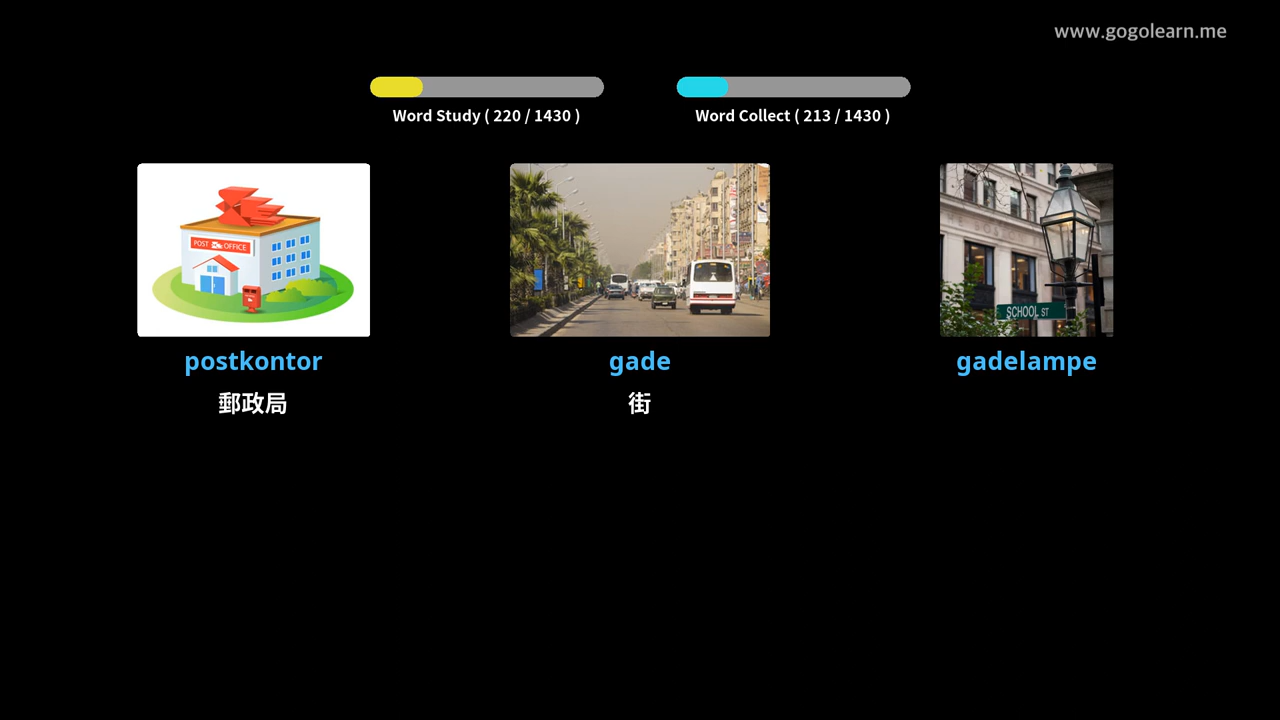 www.gogolearn.me
Word Study ( 220 / 1430 )
Word Collect ( 213 / 1430 )
POST OFFICE
SCHOOL ST
postkontor
gade
gadelampe
郵政局
街